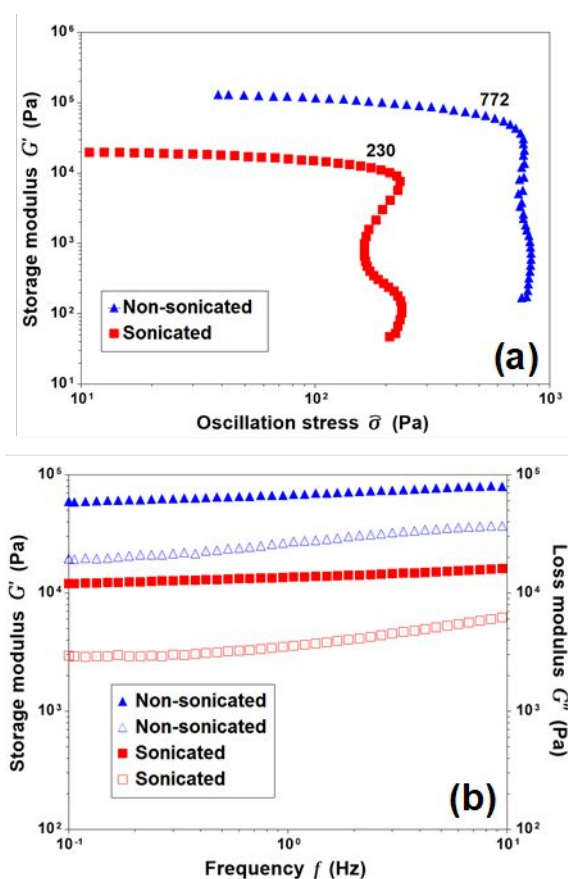 10⁶
10⁵
10⁴
10³
10²
10¹
Storage modulus G′ (Pa)
772
230
Non-sonicated
Sonicated
(a)
10¹
10²
10³
Oscillation stress σ̂ (Pa)
10⁵
10⁴
10³
10²
Storage modulus G′ (Pa)
10⁵
10⁴
10³
10²
Loss modulus G″
(Pa)
Non-sonicated
Non-sonicated
Sonicated
Sonicated
(b)
10⁻¹
10⁰
10¹
Frequency f (Hz)